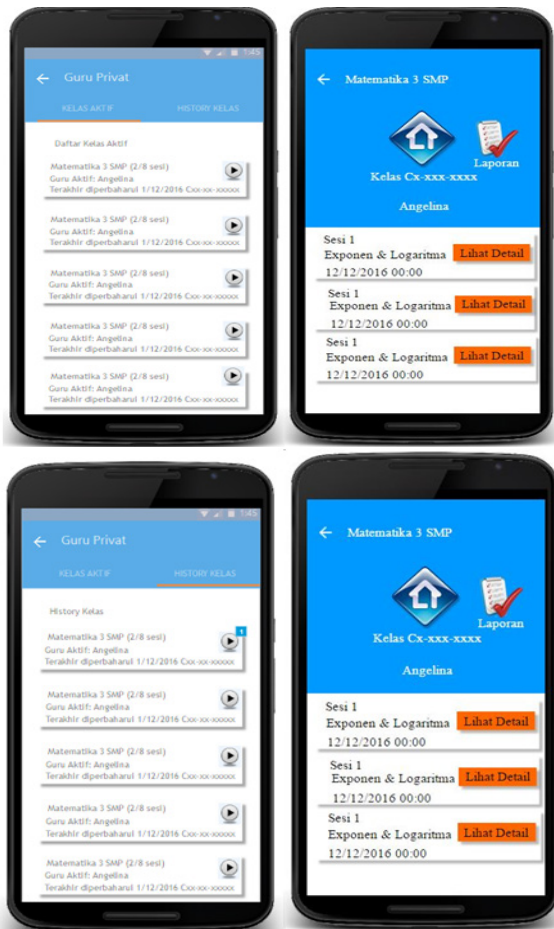 1:45
Guru Privat
KELAS AKTIF HISTORY KELAS
Daftar Kelas Aktif
Matematika 3 SMP (2/8 sesi)
Guru Aktif: Angelina
Terakhir diperbaharui 1/12/2016 Cxx-xx-xxxxx
Matematika 3 SMP (2/8 sesi)
Guru Aktif: Angelina
Terakhir diperbaharui 1/12/2016 Cxx-xx-xxxxx
Matematika 3 SMP (2/8 sesi)
Guru Aktif: Angelina
Terakhir diperbaharui 1/12/2016 Cxx-xx-xxxxx
Matematika 3 SMP (2/8 sesi)
Guru Aktif: Angelina
Terakhir diperbaharui 1/12/2016 Cxx-xx-xxxxx
Matematika 3 SMP (2/8 sesi)
Guru Aktif: Angelina
Terakhir diperbaharui 1/12/2016 Cxx-xx-xxxxx
Matematika 3 SMP
Laporan
Kelas Cx-xxx-xxxx
Angelina
Sesi 1
Exponen & Logaritma Lihat Detail
12/12/2016 00:00
Sesi 1
Exponen & Logaritma Lihat Detail
12/12/2016 00:00
Sesi 1
Exponen & Logaritma Lihat Detail
12/12/2016 00:00
1:45
Guru Privat
KELAS AKTIF HISTORY KELAS
History Kelas
Matematika 3 SMP (2/8 sesi) 1
Guru Aktif: Angelina
Terakhir diperbaharui 1/12/2016 Cxx-xx-xxxxx
Matematika 3 SMP (2/8 sesi)
Guru Aktif: Angelina
Terakhir diperbaharui 1/12/2016 Cxx-xx-xxxxx
Matematika 3 SMP (2/8 sesi)
Guru Aktif: Angelina
Terakhir diperbaharui 1/12/2016 Cxx-xx-xxxxx
Matematika 3 SMP (2/8 sesi)
Guru Aktif: Angelina
Terakhir diperbaharui 1/12/2016 Cxx-xx-xxxxx
Matematika 3 SMP (2/8 sesi)
Guru Aktif: Angelina
Terakhir diperbaharui 1/12/2016 Cxx-xx-xxxxx
Matematika 3 SMP
Laporan
Kelas Cx-xxx-xxxx
Angelina
Sesi 1
Exponen & Logaritma Lihat Detail
12/12/2016 00:00
Sesi 1
Exponen & Logaritma Lihat Detail
12/12/2016 00:00
Sesi 1
Exponen & Logaritma Lihat Detail
12/12/2016 00:00